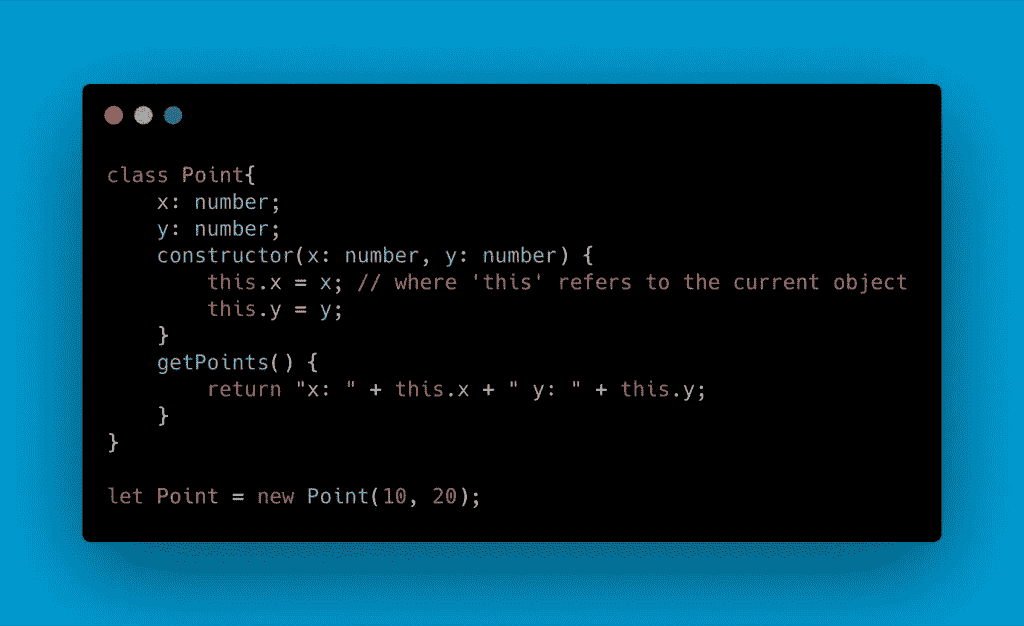 class Point{
    x: number;
    y: number;
    constructor(x: number, y: number) {
        this.x = x; // where 'this' refers to the current object
        this.y = y;
    }
    getPoints() {
        return "x: " + this.x + " y: " + this.y;
    }
}
let Point = new Point(10, 20);